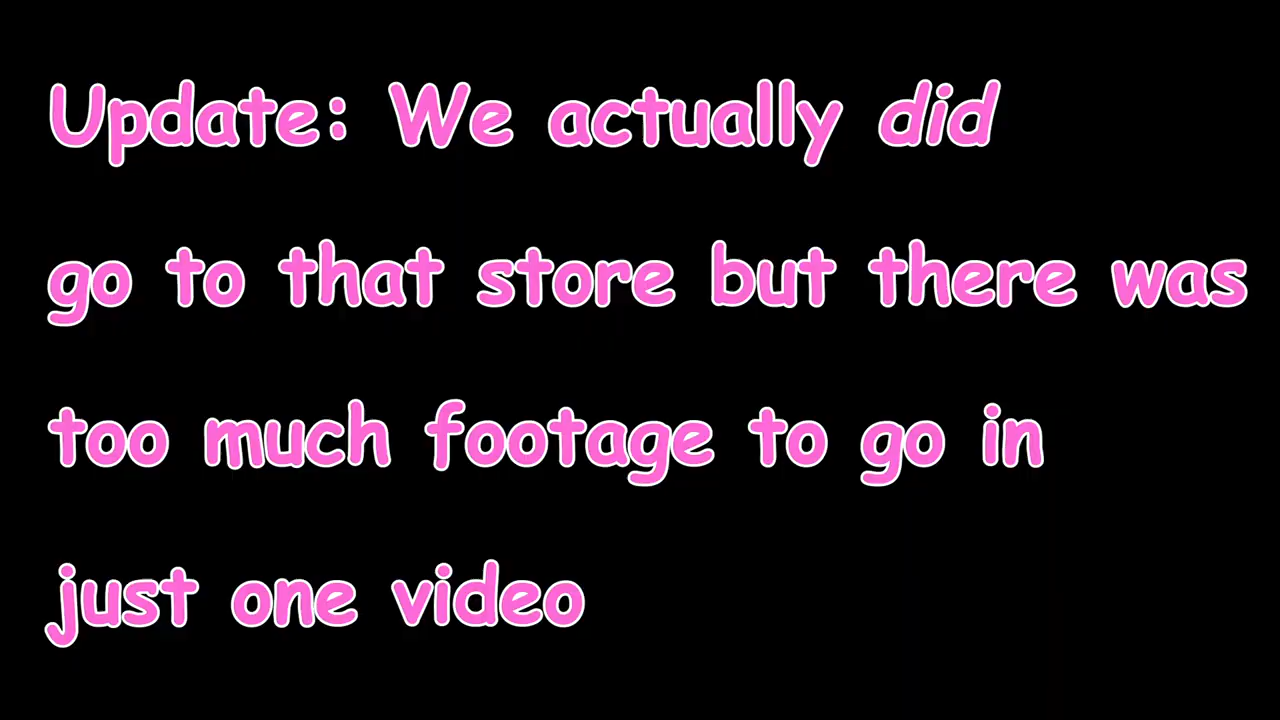 Update: We actually did
go to that store but there was
too much footage to go in
just one video